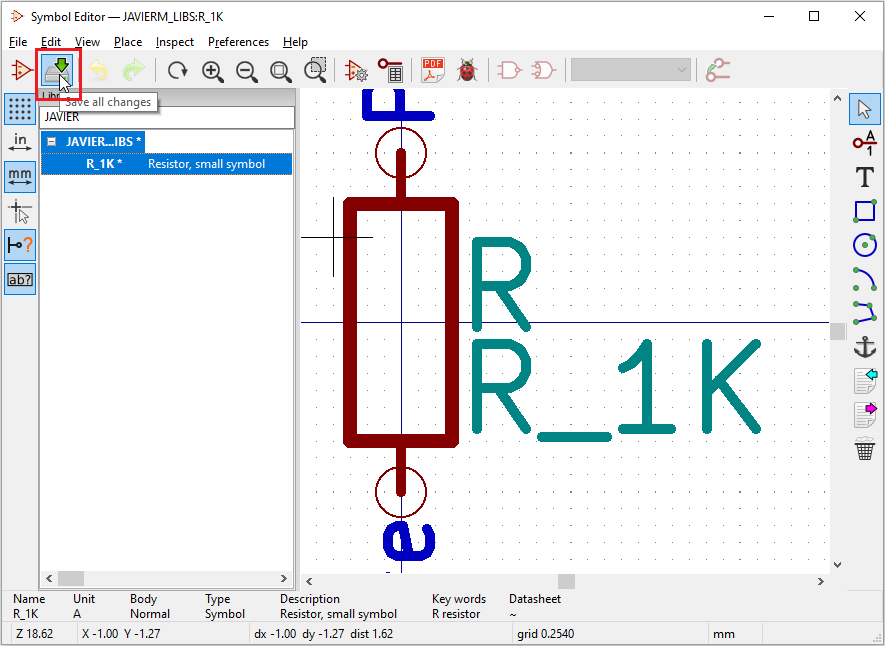 Symbol Editor — JAVIERM_LIBS:R_1K
File Edit View Place Inspect Preferences Help
PDF
Save all changes
JAVIER
JAVIER...IBS *
R_1K * Resistor, small symbol
in
mm
?
ab?
A
1
T
R
R_1K
e
Name Unit Body Type Description Key words Datasheet
R_1K A Normal Symbol Resistor, small symbol R resistor ~
Z 18.62 X -1.00 Y -1.27 dx -1.00 dy -1.27 dist 1.62 grid 0.2540 mm